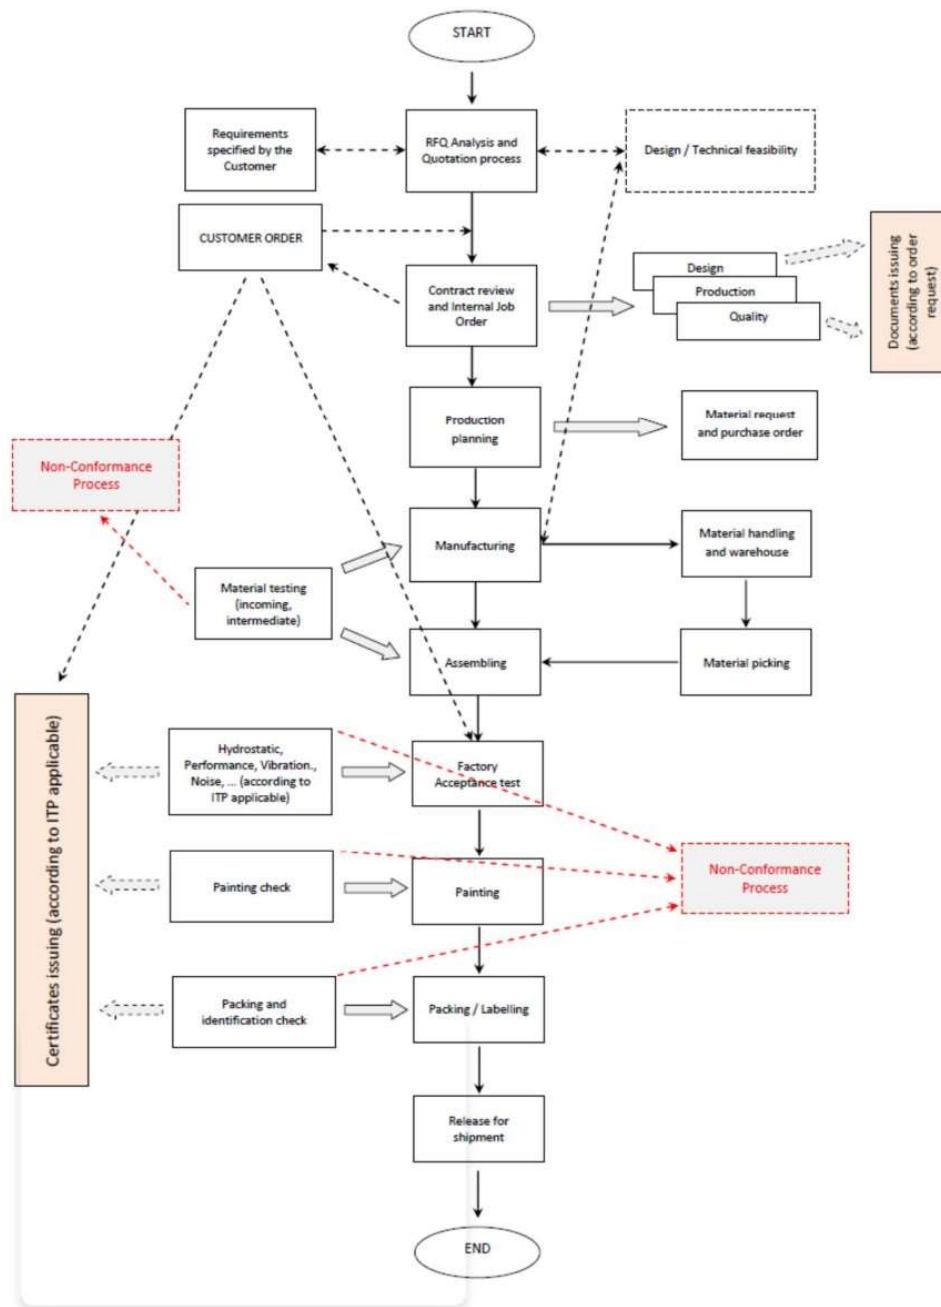 START
Requirements
specified by the
Customer
RFQ Analysis and
Quotation process
Design / Technical feasibility
CUSTOMER ORDER
Contract review
and Internal Job
Order
Design
Production
Quality
Documents issuing
(according to order
request)
Production
planning
Material request
and purchase order
Non-Conformance
Process
Manufacturing
Material handling
and warehouse
Material testing
(incoming,
intermediate)
Assembling
Material picking
Certificates issuing (according to ITP applicable)
Hydrostatic,
Performance, Vibration.,
Noise, ... (according to
ITP applicable)
Factory
Acceptance test
Painting check
Painting
Non-Conformance
Process
Packing and
identification check
Packing / Labelling
Release for
shipment
END